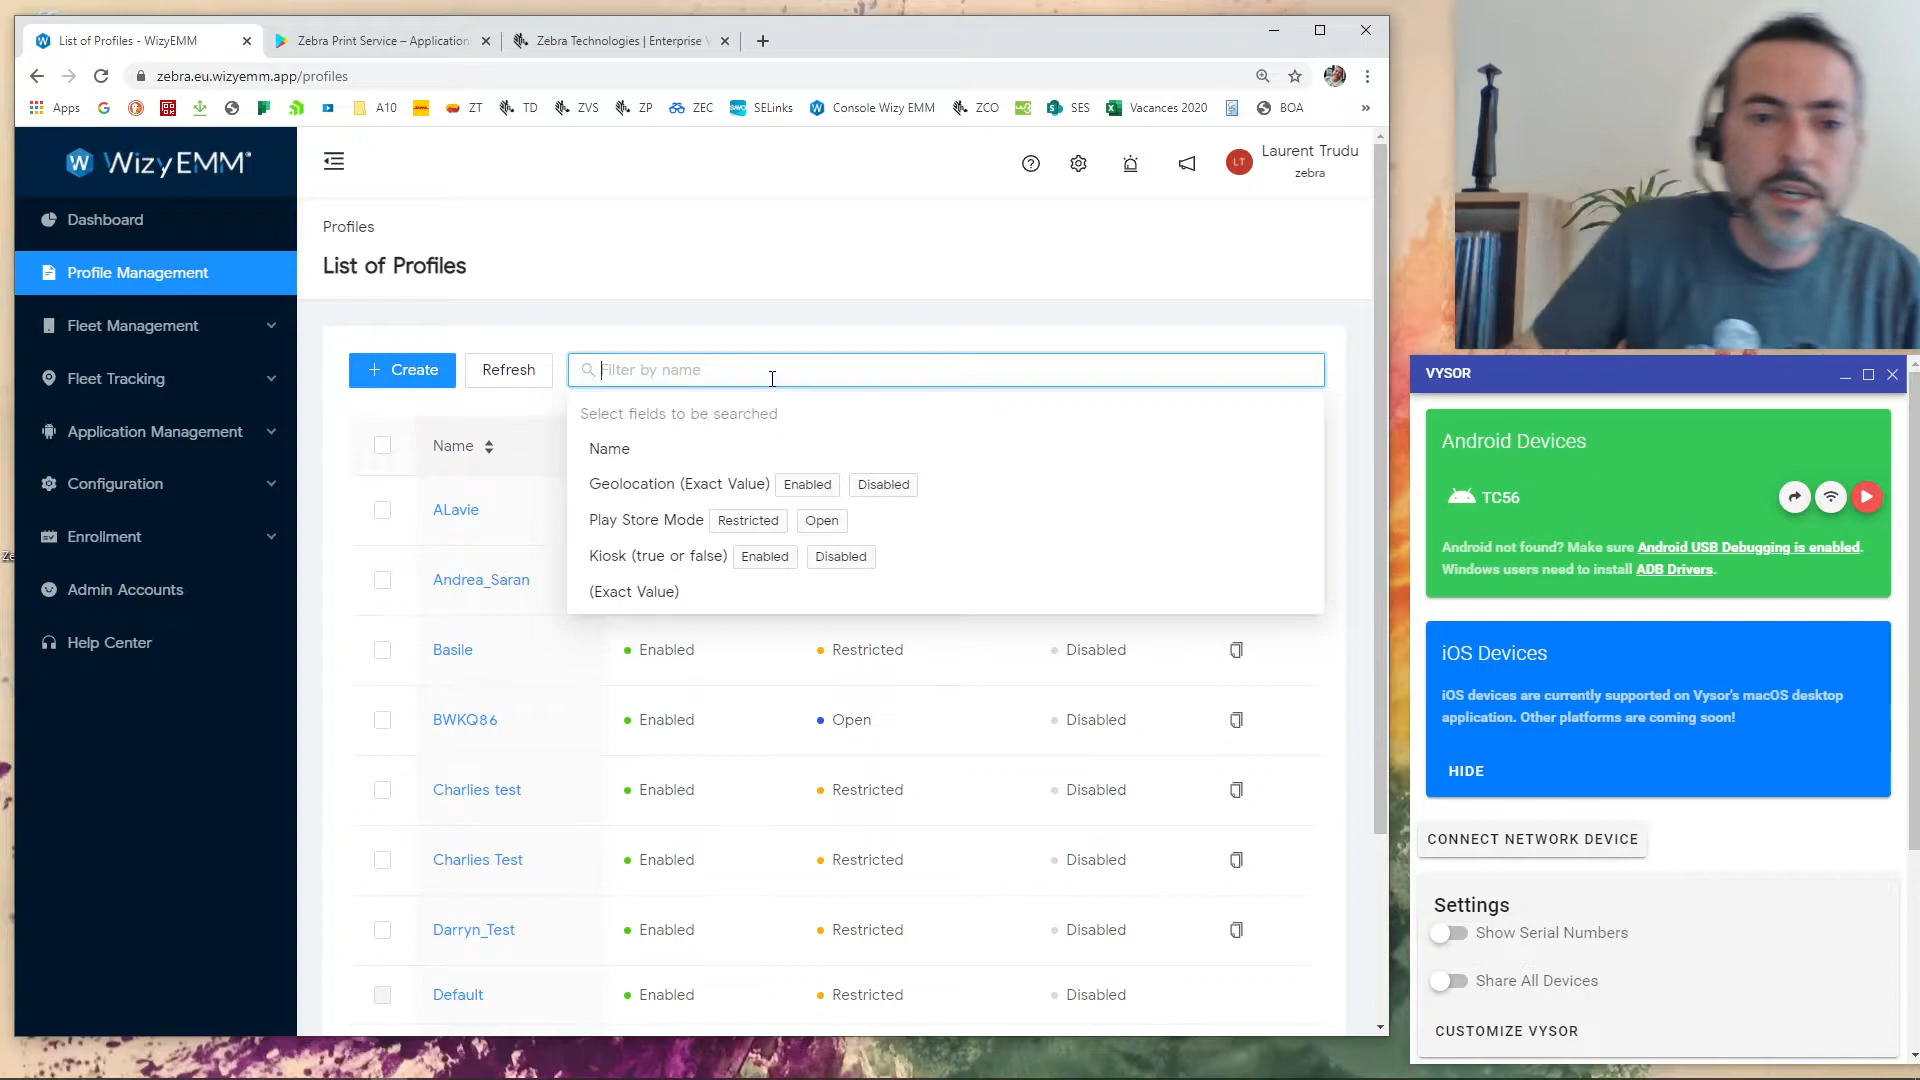 List of Profiles - WizyEMM
Zebra Print Service – Application
Zebra Technologies | Enterprise
zebra.eu.wizyemm.app/profiles
Apps A10 ZT TD ZVS ZP ZEC SELinks Console Wizy EMM ZCO SES Vacances 2020 BOA
WizyEMM
Laurent Trudu
LT
zebra
Dashboard
Profile Management
Fleet Management
Fleet Tracking
Application Management
Configuration
Enrollment
Admin Accounts
Help Center
Profiles
List of Profiles
+ Create
Refresh
Filter by name
Select fields to be searched
Name
Geolocation (Exact Value) Enabled Disabled
Play Store Mode Restricted Open
Kiosk (true or false) Enabled Disabled
(Exact Value)
Name
ALavie
Andrea_Saran
Basile Enabled Restricted Disabled
BWKQ86 Enabled Open Disabled
Charlies test Enabled Restricted Disabled
Charlies Test Enabled Restricted Disabled
Darryn_Test Enabled Restricted Disabled
Default Enabled Restricted Disabled
VYSOR
Android Devices
TC56
Android not found? Make sure Android USB Debugging is enabled.
Windows users need to install ADB Drivers.
iOS Devices
iOS devices are currently supported on Vysor's macOS desktop
application. Other platforms are coming soon!
HIDE
CONNECT NETWORK DEVICE
Settings
Show Serial Numbers
Share All Devices
CUSTOMIZE VYSOR